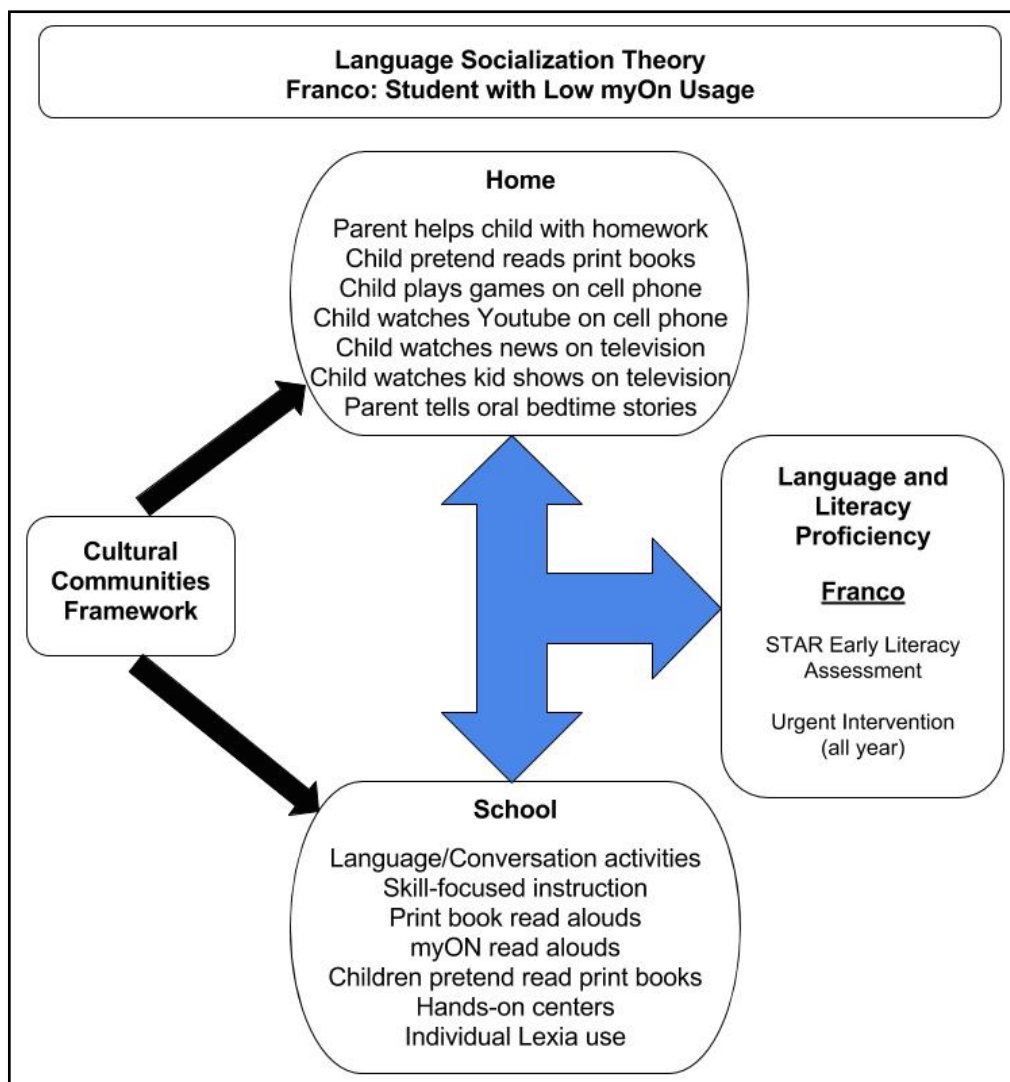 Language Socialization Theory
Franco: Student with Low myOn Usage
Home
Parent helps child with homework
Child pretend reads print books
Child plays games on cell phone
Child watches Youtube on cell phone
Child watches news on television
Child watches kid shows on television
Parent tells oral bedtime stories
Cultural
Communities
Framework
Language and
Literacy
Proficiency
Franco
STAR Early Literacy
Assessment
Urgent Intervention
(all year)
School
Language/Conversation activities
Skill-focused instruction
Print book read alouds
myON read alouds
Children pretend read print books
Hands-on centers
Individual Lexia use